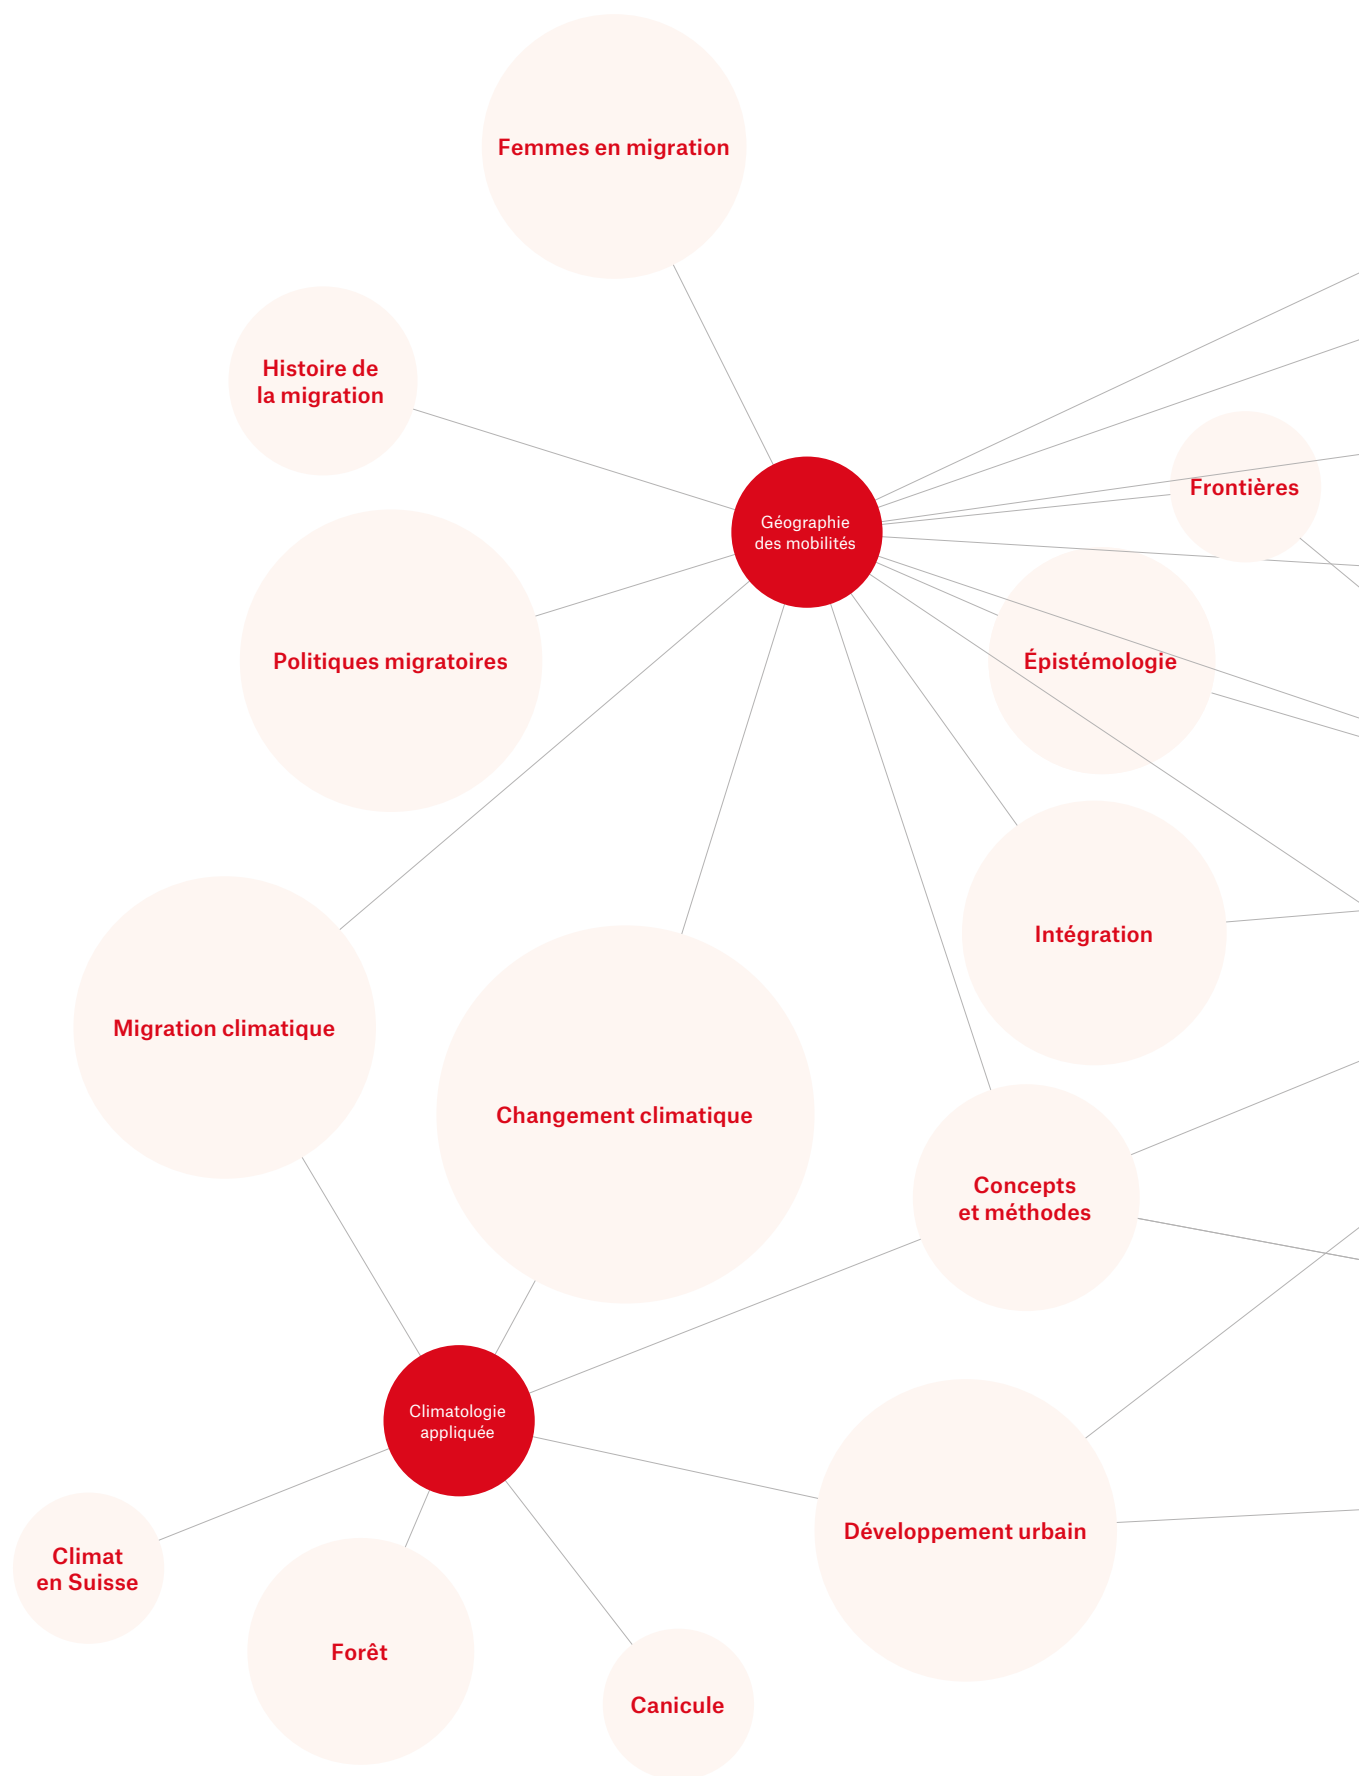 Femmes en migration
Histoire de
la migration
Géographie
des mobilités
Frontières
Politiques migratoires
Épistémologie
Intégration
Migration climatique
Changement climatique
Concepts
et méthodes
Climatologie
appliquée
Développement urbain
Climat
en Suisse
Forêt
Canicule